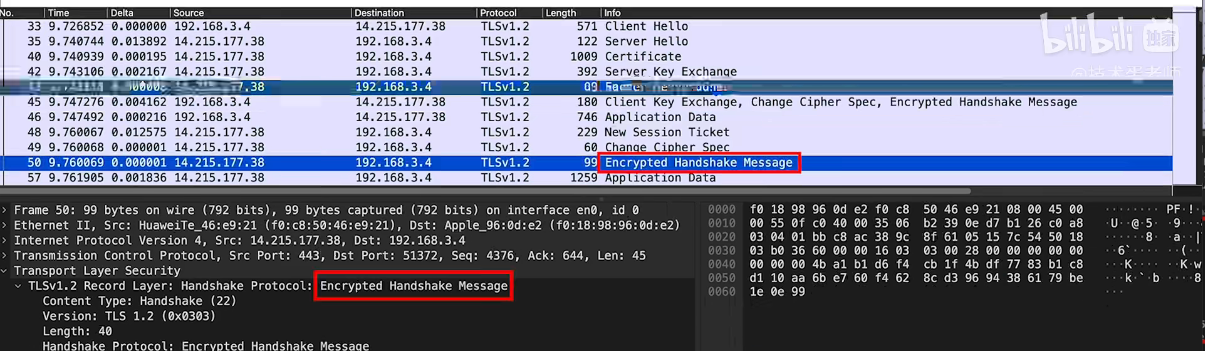 No. Time Delta Source Destination Protocol Length Info
33 9.726852 0.000000 192.168.3.4 14.215.177.38 TLSv1.2 571 Client Hello
35 9.740744 0.013892 14.215.177.38 192.168.3.4 TLSv1.2 122 Server Hello
40 9.740939 0.000195 14.215.177.38 192.168.3.4 TLSv1.2 1009 Certificate
42 9.743106 0.002167 14.215.177.38 192.168.3.4 TLSv1.2 392 Server Key Exchange
45 9.747276 0.004162 192.168.3.4 14.215.177.38 TLSv1.2 180 Client Key Exchange, Change Cipher Spec, Encrypted Handshake Message
46 9.747492 0.000216 192.168.3.4 14.215.177.38 TLSv1.2 746 Application Data
48 9.760067 0.012575 14.215.177.38 192.168.3.4 TLSv1.2 229 New Session Ticket
49 9.760068 0.000001 14.215.177.38 192.168.3.4 TLSv1.2 60 Change Cipher Spec
50 9.760069 0.000001 14.215.177.38 192.168.3.4 TLSv1.2 99 Encrypted Handshake Message
57 9.761905 0.001836 14.215.177.38 192.168.3.4 TLSv1.2 1259 Application Data
bilibili 独家
Frame 50: 99 bytes on wire (792 bits), 99 bytes captured (792 bits) on interface en0, id 0
Ethernet II, Src: HuaweiTe_46:e9:21 (f0:c8:50:46:e9:21), Dst: Apple_96:0d:e2 (f0:18:98:96:0d:e2)
Internet Protocol Version 4, Src: 14.215.177.38, Dst: 192.168.3.4
Transmission Control Protocol, Src Port: 443, Dst Port: 51372, Seq: 4376, Ack: 644, Len: 45
Transport Layer Security
TLSv1.2 Record Layer: Handshake Protocol: Encrypted Handshake Message
Content Type: Handshake (22)
Version: TLS 1.2 (0x0303)
Length: 40
Handshake Protocol: Encrypted Handshake Message
0000 f0 18 98 96 0d e2 f0 c8 50 46 e9 21 08 00 45 00
0010 00 55 0f c0 40 00 35 06 b2 39 0e d7 b1 26 c0 a8
0020 03 04 01 bb c8 ac 38 9c 8f 61 05 15 7c 54 50 18
0030 03 b0 36 60 00 00 16 03 03 00 28 00 00 00 00 00
0040 00 00 00 4b a1 b1 d6 f4 cb 1f 4b df 77 83 b1 c8
0050 d1 10 aa 6b e7 60 f4 62 8c d3 96 94 38 61 79 be
0060 1e 0e 99